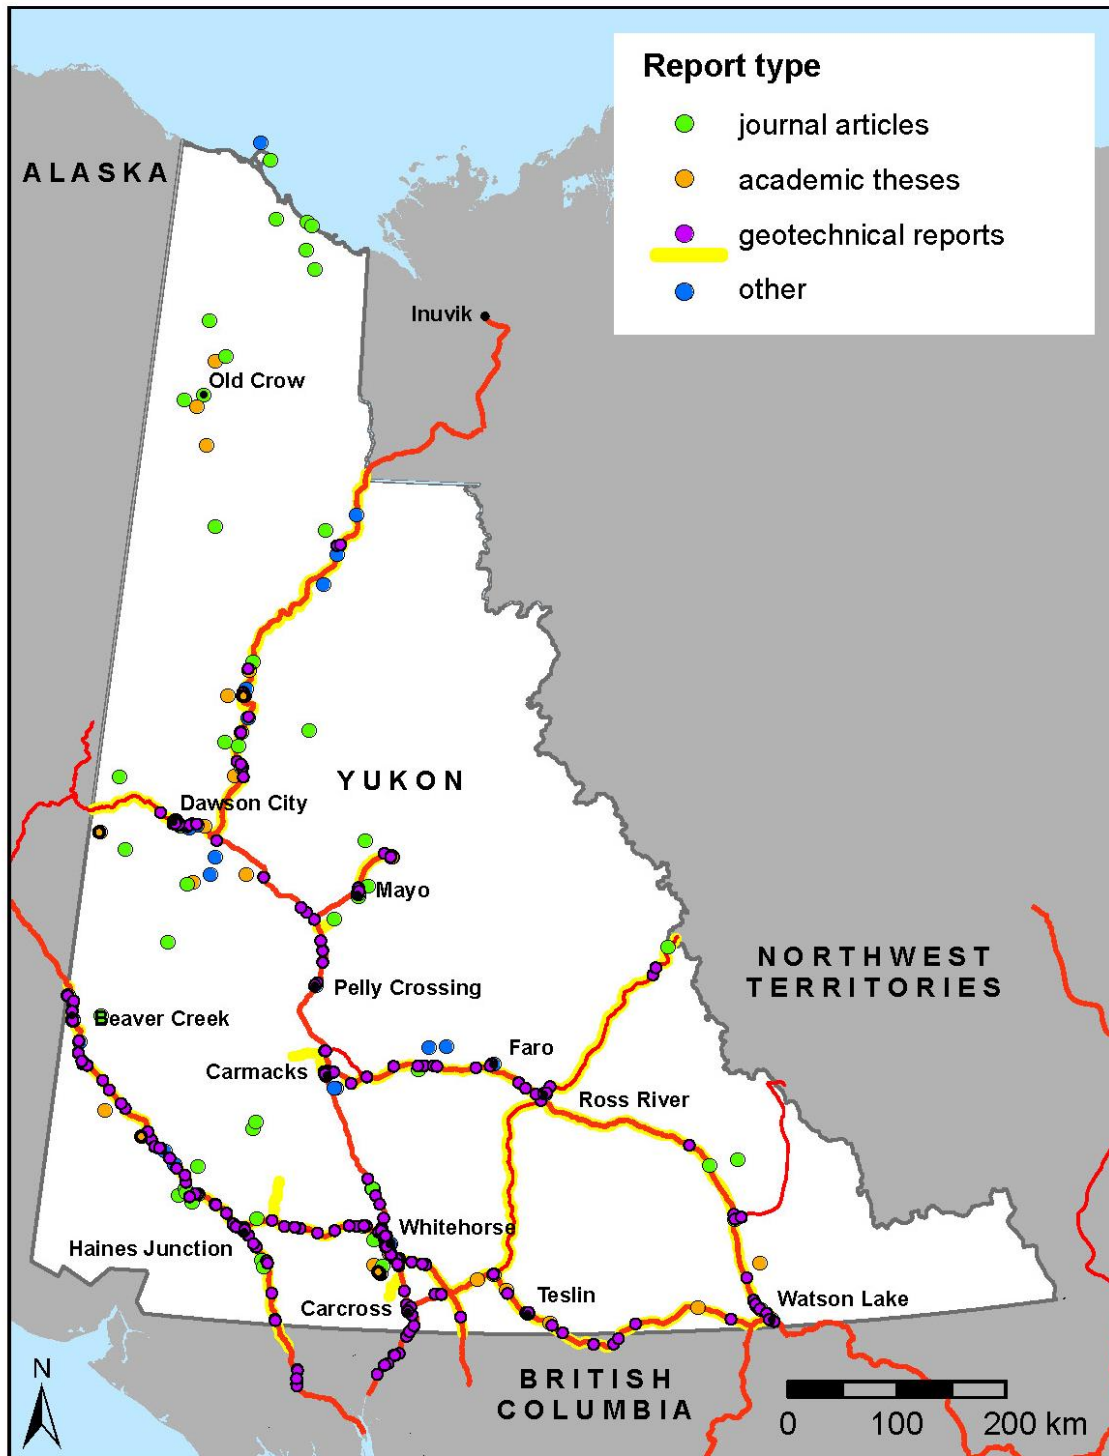 Report type
journal articles
academic theses
geotechnical reports
other
ALASKA
Inuvik
Old Crow
YUKON
Dawson City
Mayo
NORTHWEST
TERRITORIES
Pelly Crossing
Beaver Creek
Faro
Carmacks
Ross River
Whitehorse
Haines Junction
Teslin
Carcross
Watson Lake
N
BRITISH
COLUMBIA
0 100 200 km